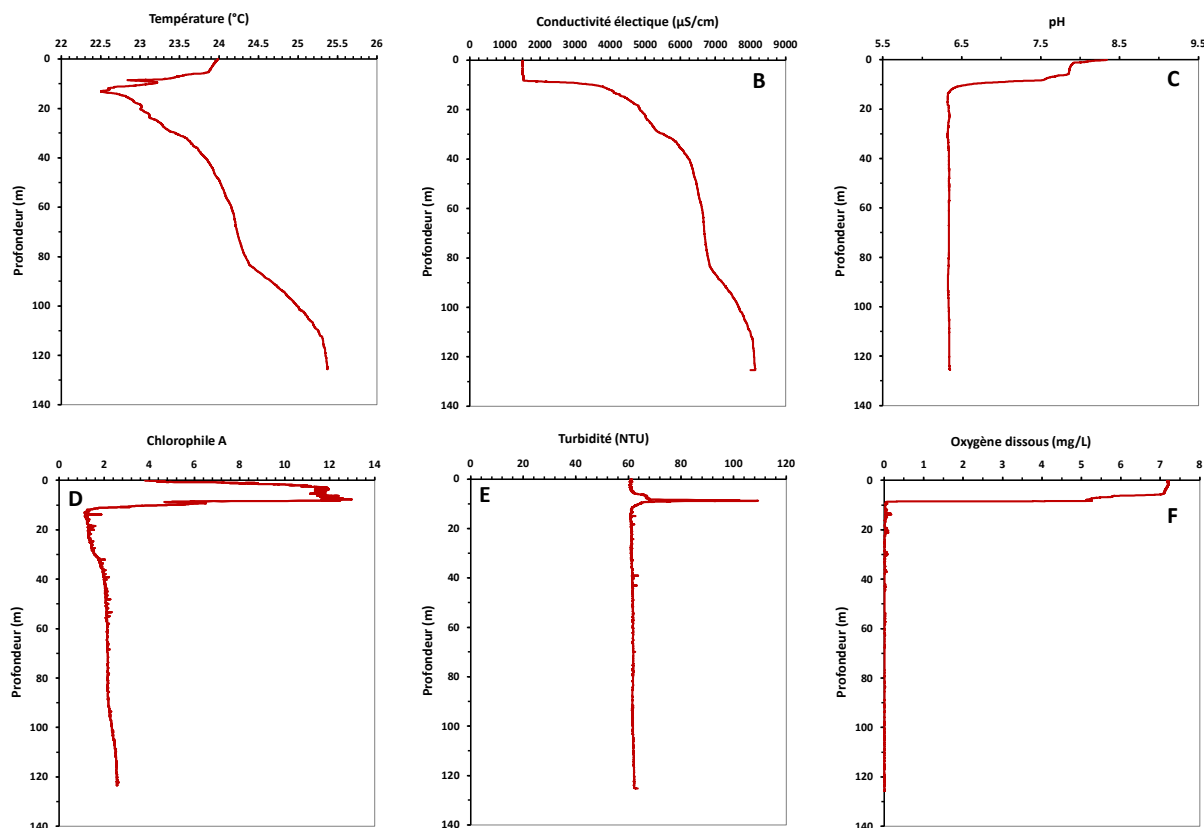 Température (°C)
22 22.5 23 23.5 24 24.5 25 25.5 26
0
20
40
60
80
100
120
140
Profondeur (m)
Conductivité électique (µS/cm)
0 1000 2000 3000 4000 5000 6000 7000 8000 9000
0
20
40
60
80
100
120
140
Profondeur (m)
B
pH
5.5 6.5 7.5 8.5 9.5
0
20
40
60
80
100
120
140
Profondeur (m)
C
Chlorophile A
0 2 4 6 8 10 12 14
0
20
40
60
80
100
120
140
Profondeur (m)
D
Turbidité (NTU)
0 20 40 60 80 100 120
0
20
40
60
80
100
120
140
Profondeur (m)
E
Oxygène dissous (mg/L)
0 1 2 3 4 5 6 7 8
0
20
40
60
80
100
120
140
Profondeur (m)
F